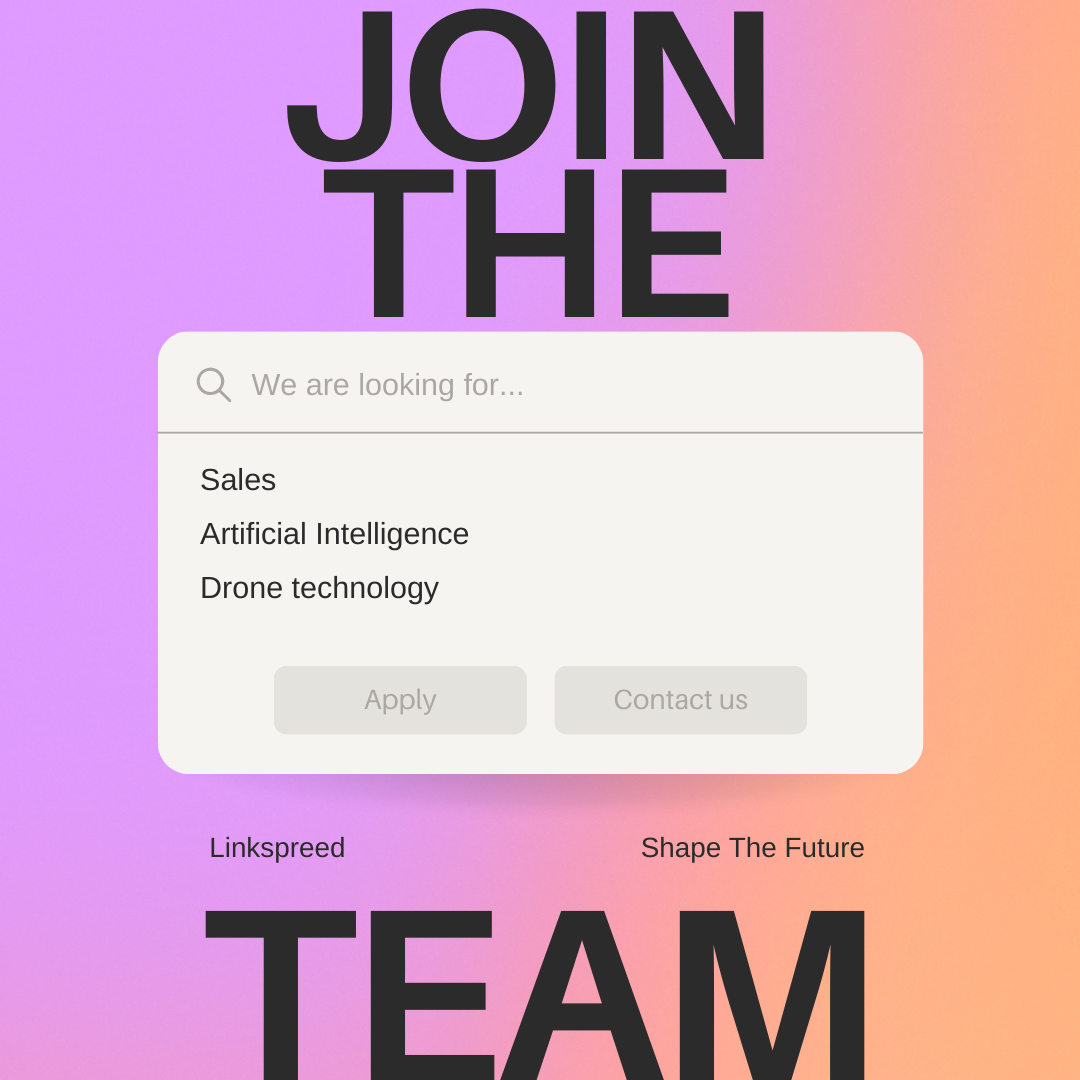 JOIN
THE
We are looking for...
Sales
Artificial Intelligence
Drone technology
Apply
Contact us
Linkspreed
Shape The Future
TEAM